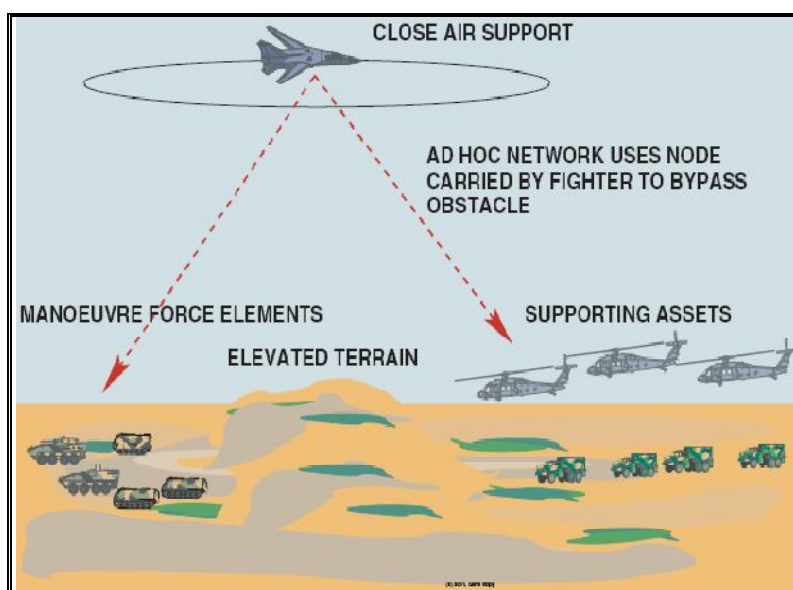 CLOSE AIR SUPPORT
AD HOC NETWORK USES NODE
CARRIED BY FIGHTER TO BYPASS
OBSTACLE
MANOEUVRE FORCE ELEMENTS
SUPPORTING ASSETS
ELEVATED TERRAIN